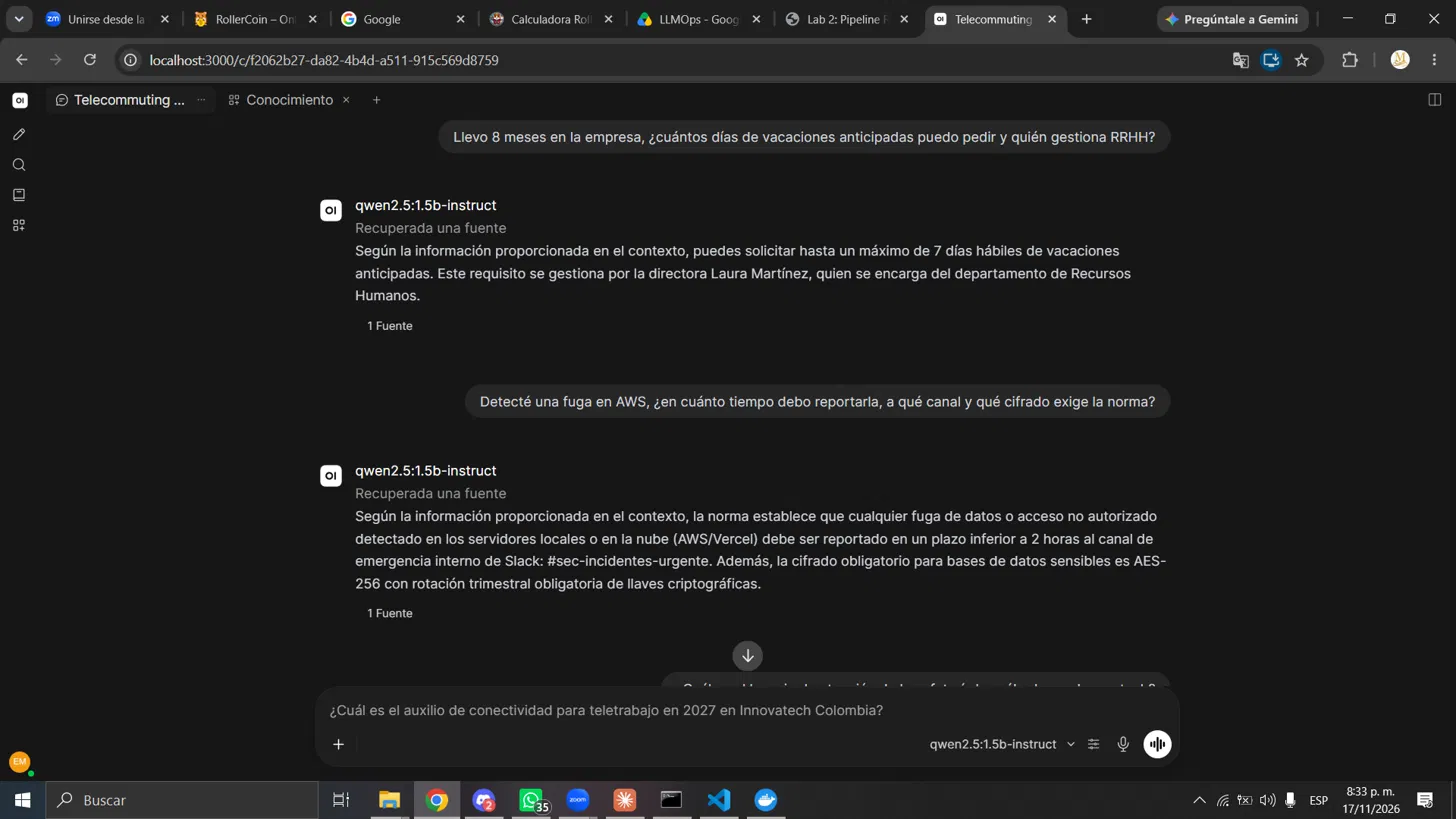 zm Unirse desde la
RollerCoin – On
Google
Calculadora Roll
LLMOps - Goog
Lab 2: Pipeline
OI Telecommuting
Pregúntale a Gemini
localhost:3000/c/f2062b27-da82-4b4d-a511-915c569d8759
OI
Telecommuting ...
Conocimiento
Llevo 8 meses en la empresa, ¿cuántos días de vacaciones anticipadas puedo pedir y quién gestiona RRHH?
OI
qwen2.5:1.5b-instruct
Recuperada una fuente
Según la información proporcionada en el contexto, puedes solicitar hasta un máximo de 7 días hábiles de vacaciones
anticipadas. Este requisito se gestiona por la directora Laura Martínez, quien se encarga del departamento de Recursos
Humanos.
1 Fuente
Detecté una fuga en AWS, ¿en cuánto tiempo debo reportarla, a qué canal y qué cifrado exige la norma?
OI
qwen2.5:1.5b-instruct
Recuperada una fuente
Según la información proporcionada en el contexto, la norma establece que cualquier fuga de datos o acceso no autorizado
detectado en los servidores locales o en la nube (AWS/Vercel) debe ser reportado en un plazo inferior a 2 horas al canal de
emergencia interno de Slack: #sec-incidentes-urgente. Además, la cifrado obligatorio para bases de datos sensibles es AES-
256 con rotación trimestral obligatoria de llaves criptográficas.
1 Fuente
¿Cuál es el auxilio de conectividad para teletrabajo en 2027 en Innovatech Colombia?
qwen2.5:1.5b-instruct
EM
Buscar
2
35
zoom
ESP
8:33 p. m.
17/11/2026